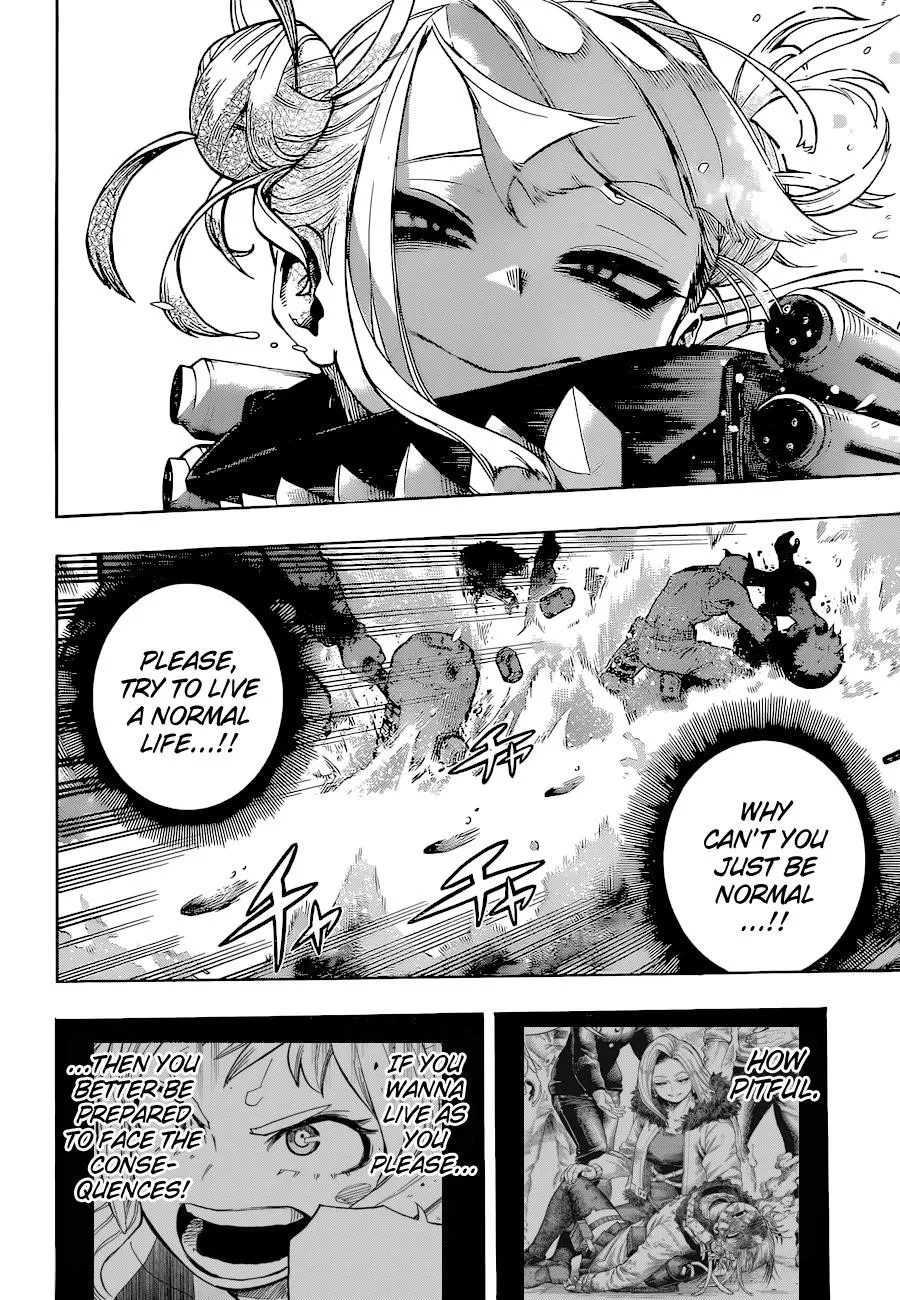 WHY
CAN'T YOU
JUST BE
NORMAL
...!!
PLEASE,
TRY TO LIVE
A NORMAL
LIFE...!!
チャ
チャ
チャ
HOW
PITFUL.
IF YOU
WANNA
LIVE AS
YOU
PLEASE...
...THEN YOU
BETTER BE
PREPARED
TO FACE THE
CONSE-
QUENCES!